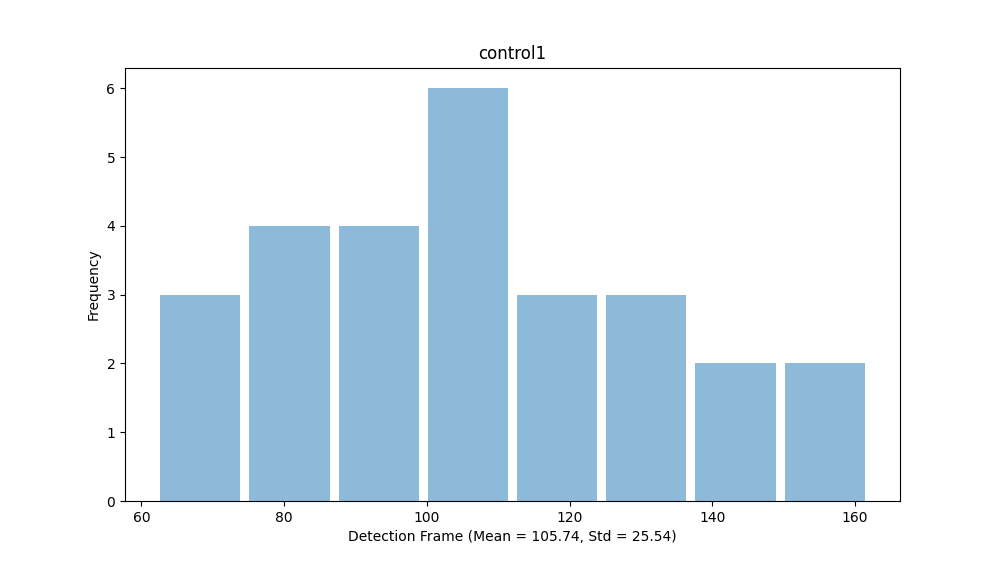 control1
6
5
4
3
2
1
0
Frequency
60 80 100 120 140 160
Detection Frame (Mean = 105.74, Std = 25.54)